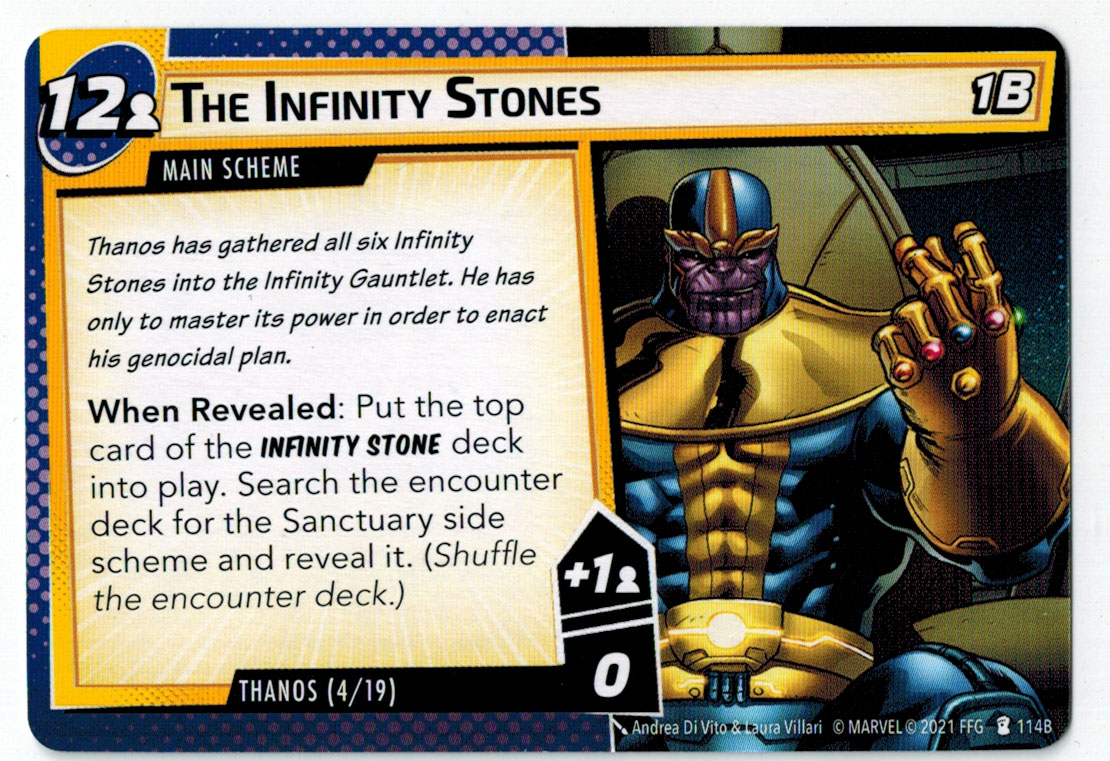 12
THE INFINITY STONES
1B
MAIN SCHEME
Thanos has gathered all six Infinity
Stones into the Infinity Gauntlet. He has
only to master its power in order to enact
his genocidal plan.
When Revealed: Put the top
card of the INFINITY STONE deck
into play. Search the encounter
deck for the Sanctuary side
scheme and reveal it. (Shuffle
the encounter deck.)
+1
0
THANOS (4/19)
Andrea Di Vito & Laura Villari © MARVEL © 2021 FFG 114B